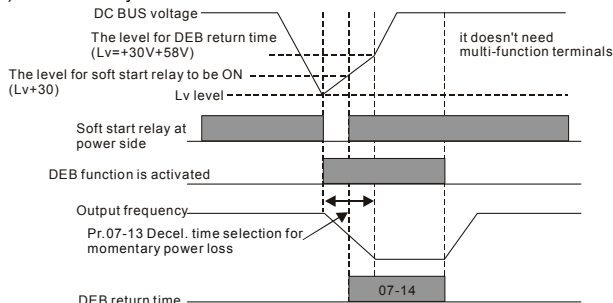 DC BUS voltage
The level for DEB return time
(Lv=+30V+58V)
it doesn't need
multi-function terminals
The level for soft start relay to be ON
(Lv+30)
Lv level
Soft start relay at
power side
DEB function is activated
Output frequency
Pr.07-13 Decel. time selection for
momentary power loss
07-14
DEB return time